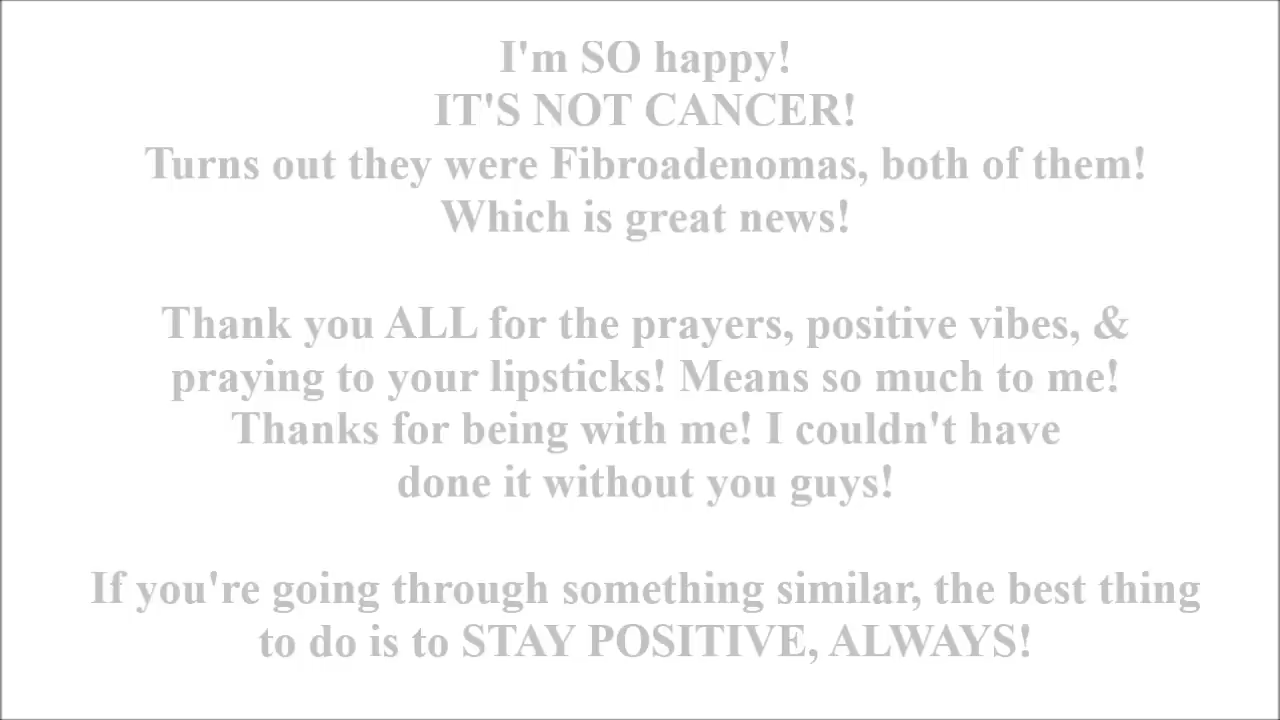 I'm SO happy!
IT'S NOT CANCER!
Turns out they were Fibroadenomas, both of them!
Which is great news!
Thank you ALL for the prayers, positive vibes, &
praying to your lipsticks! Means so much to me!
Thanks for being with me! I couldn't have
done it without you guys!
If you're going through something similar, the best thing
to do is to STAY POSITIVE, ALWAYS!